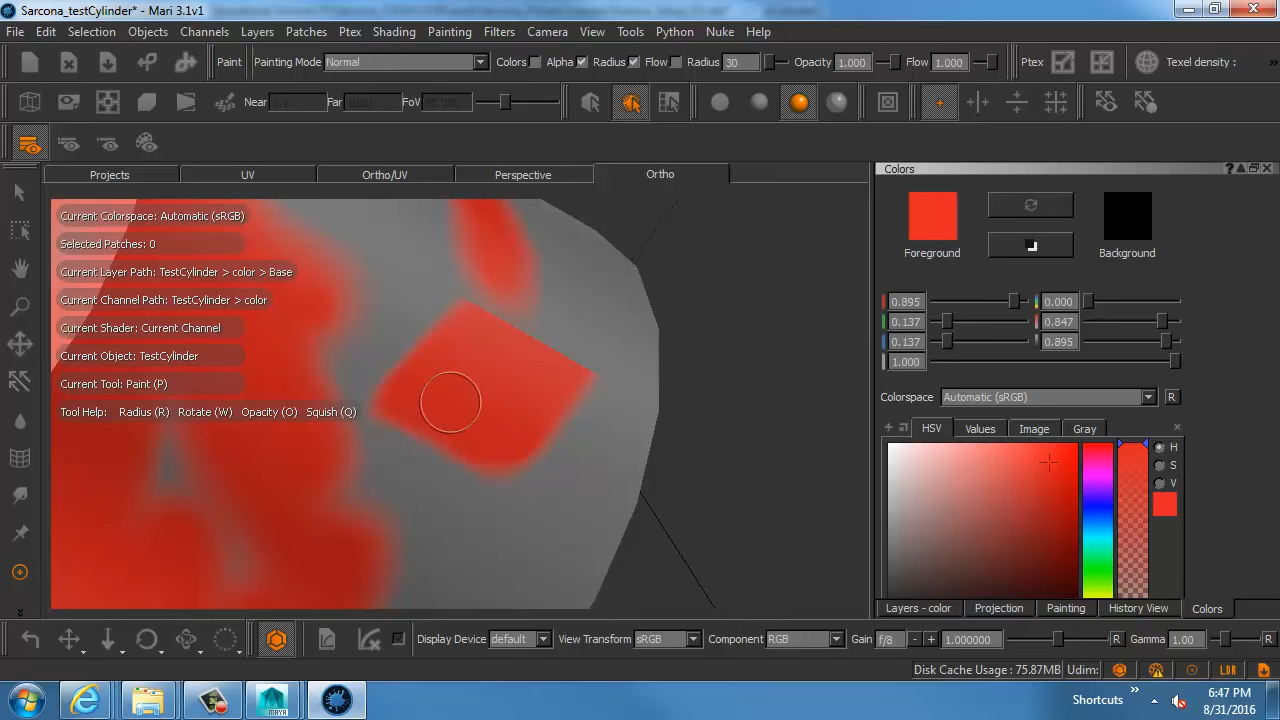 Sarcona_testCylinder* - Mari 3.1v1
File Edit Selection Objects Channels Layers Patches Ptex Shading Painting Filters Camera View Tools Python Nuke Help
Paint Painting Mode Normal Colors Alpha Radius Flow Radius 30 Opacity 1.000 Flow 1.000 Ptex Texel density : »
Near 0.1 Far FoV
Projects UV Ortho/UV Perspective Ortho
Colors
Current Colorspace: Automatic (sRGB)
Selected Patches: 0
Current Layer Path: TestCylinder > color > Base
Current Channel Path: TestCylinder > color
Current Shader: Current Channel
Current Object: TestCylinder
Current Tool: Paint (P)
Tool Help: Radius (R) Rotate (W) Opacity (O) Squish (Q)
Foreground Background
0.895 0.000
0.137 0.847
0.137 0.895
1.000
Colorspace Automatic (sRGB) R
HSV Values Image Gray
H
S
V
Layers - color Projection Painting History View Colors
Display Device default View Transform sRGB Component RGB Gain f/8 - + 1.000000 R Gamma 1.00 R
Disk Cache Usage : 75.87MB Udim: LDR
MAYA
Shortcuts »
6:47 PM
8/31/2016